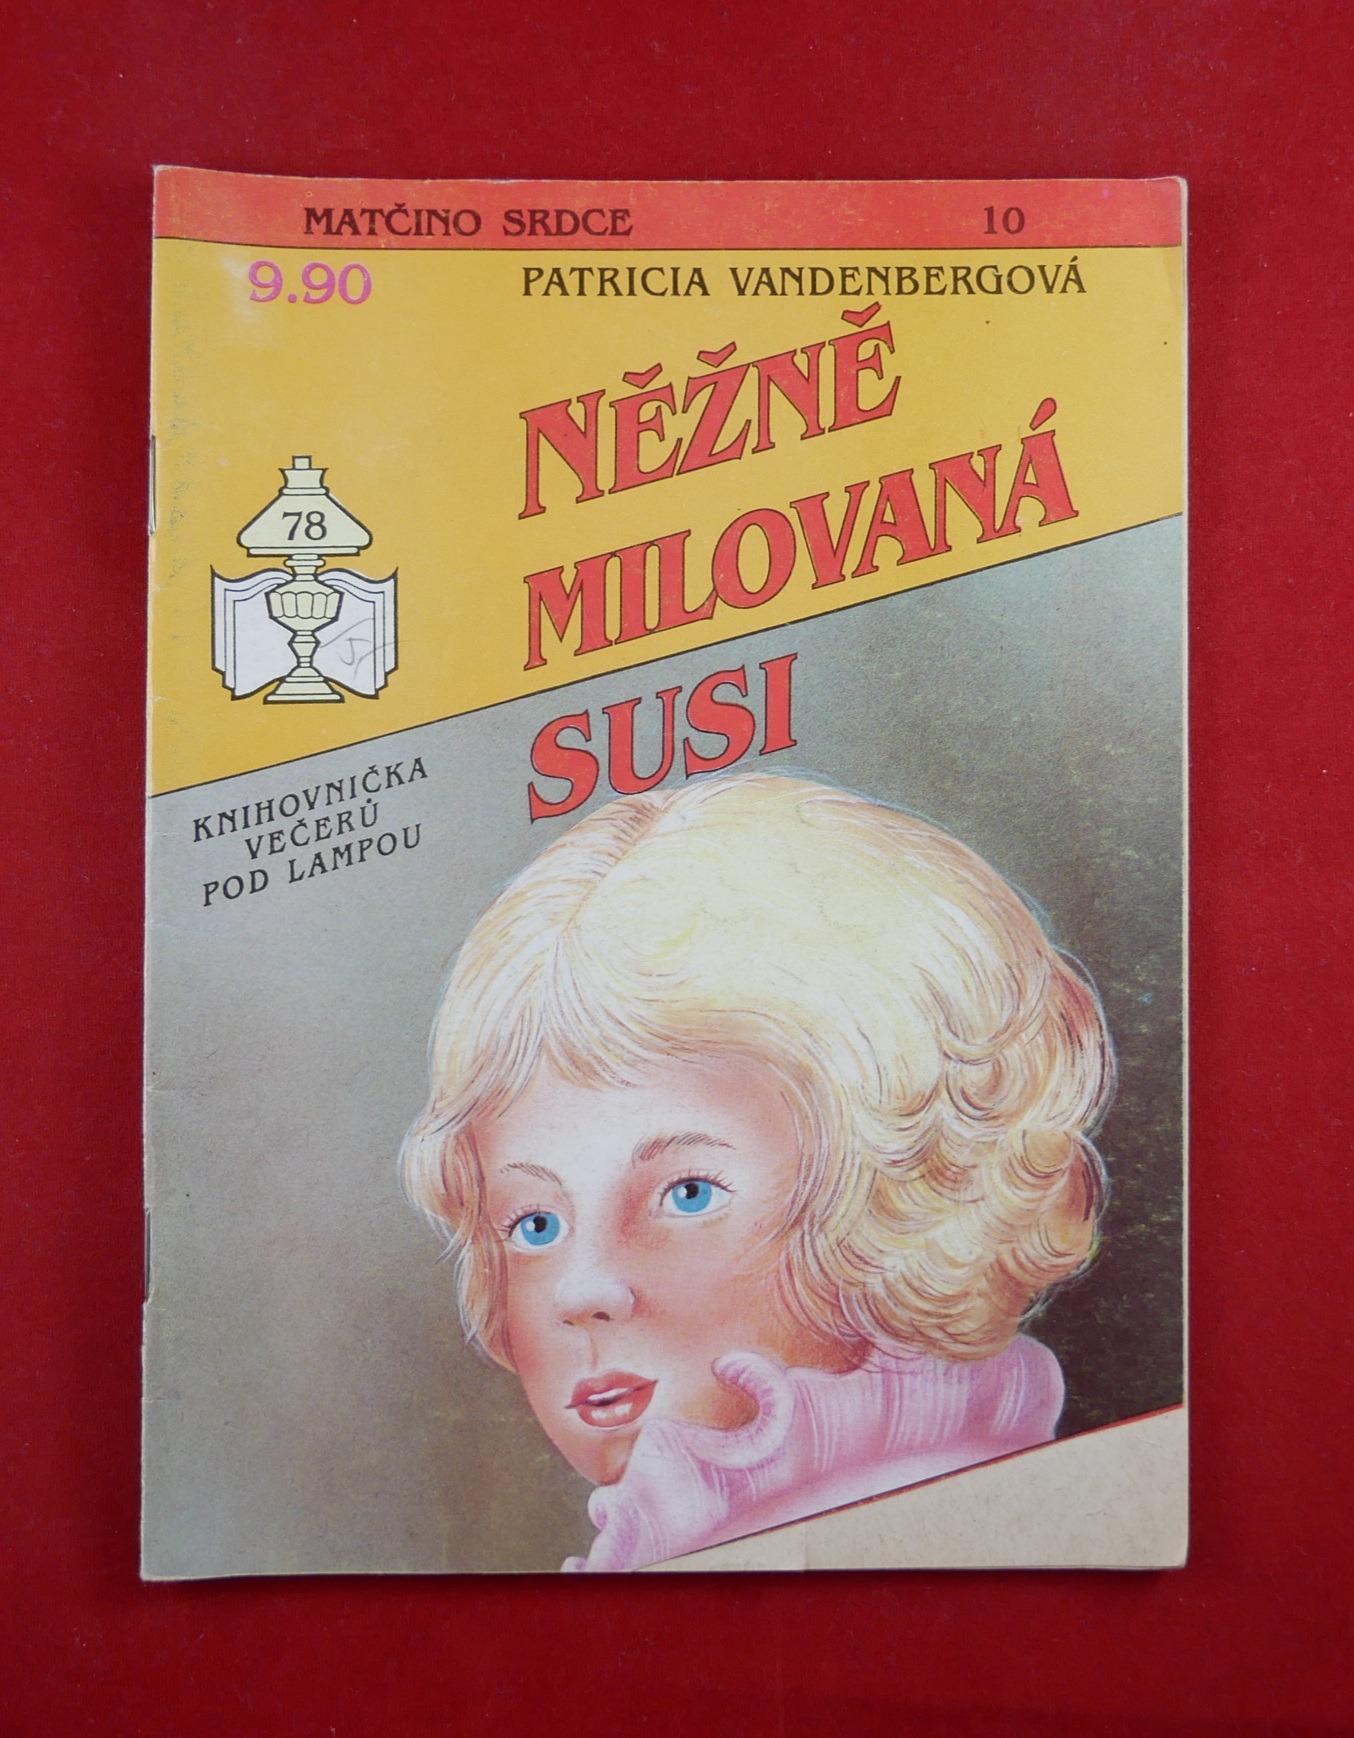 MATČINO SRDCE 10
9.90
PATRICIA VANDENBERGOVÁ
NĚŽNĚ
MILOVANÁ
SUSI
78
KNIHOVNIČKA
VEČERŮ
POD LAMPOU